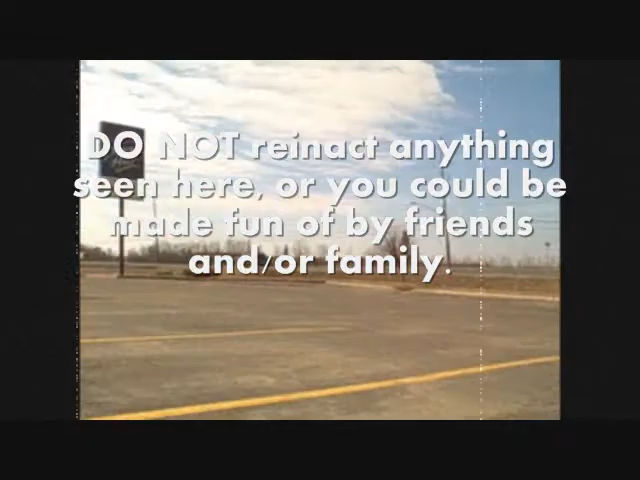 DO NOT reinact anything
seen here, or you could be
made fun of by friends
and/or family.